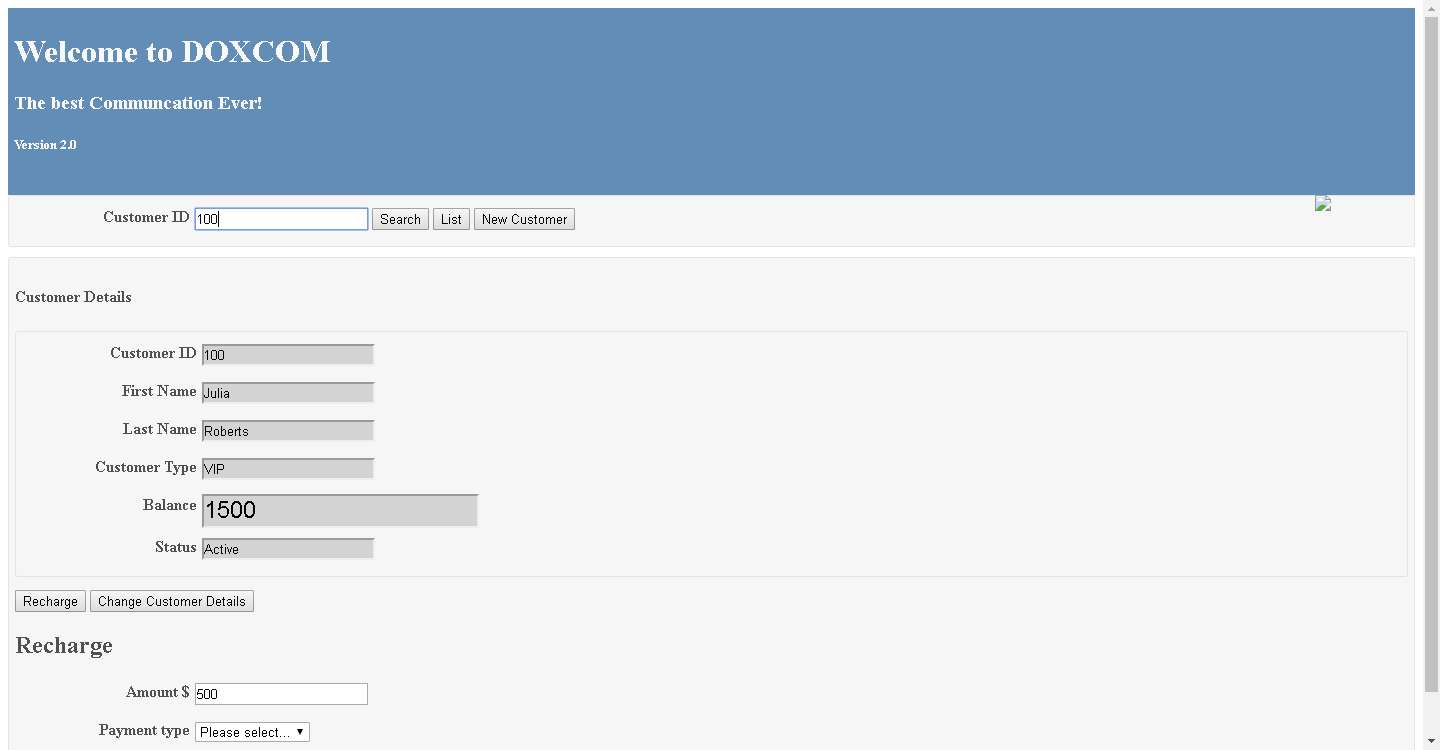 Welcome to DOXCOM
The best Communcation Ever!
Version 2.0
Customer ID 100 Search List New Customer
Customer Details
Customer ID 100
First Name Julia
Last Name Roberts
Customer Type VIP
Balance 1500
Status Active
Recharge Change Customer Details
Recharge
Amount $ 500
Payment type Please select...